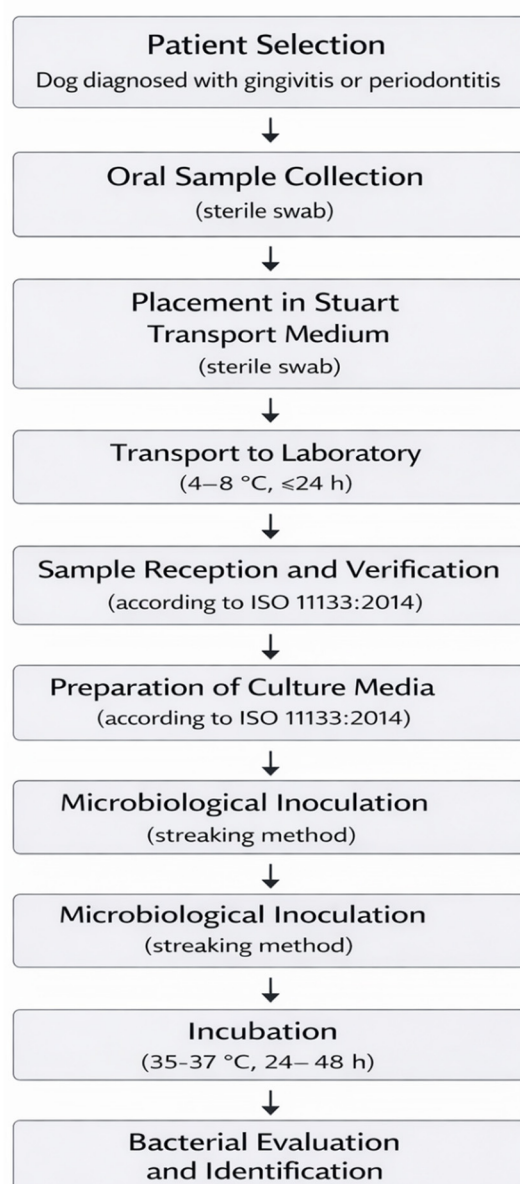 Patient Selection
Dog diagnosed with gingivitis or periodontitis
Oral Sample Collection
(sterile swab)
Placement in Stuart
Transport Medium
(sterile swab)
Transport to Laboratory
(4–8 °C, ≤24 h)
Sample Reception and Verification
(according to ISO 11133:2014)
Preparation of Culture Media
(according to ISO 11133:2014)
Microbiological Inoculation
(streaking method)
Microbiological Inoculation
(streaking method)
Incubation
(35-37 °C, 24– 48 h)
Bacterial Evaluation
and Identification